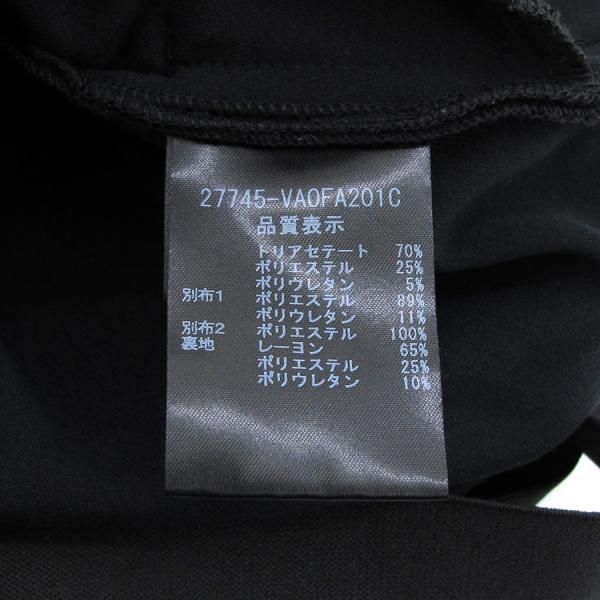 27745-VAOFA201C
品質表示
トリアセテート 70%
ポリエステル 25%
ポリウレタン 5%
別布1 ポリエステル 89%
ポリウレタン 11%
別布2 ポリエステル 100%
裏地 レーヨン 65%
ポリエステル 25%
ポリウレタン 10%